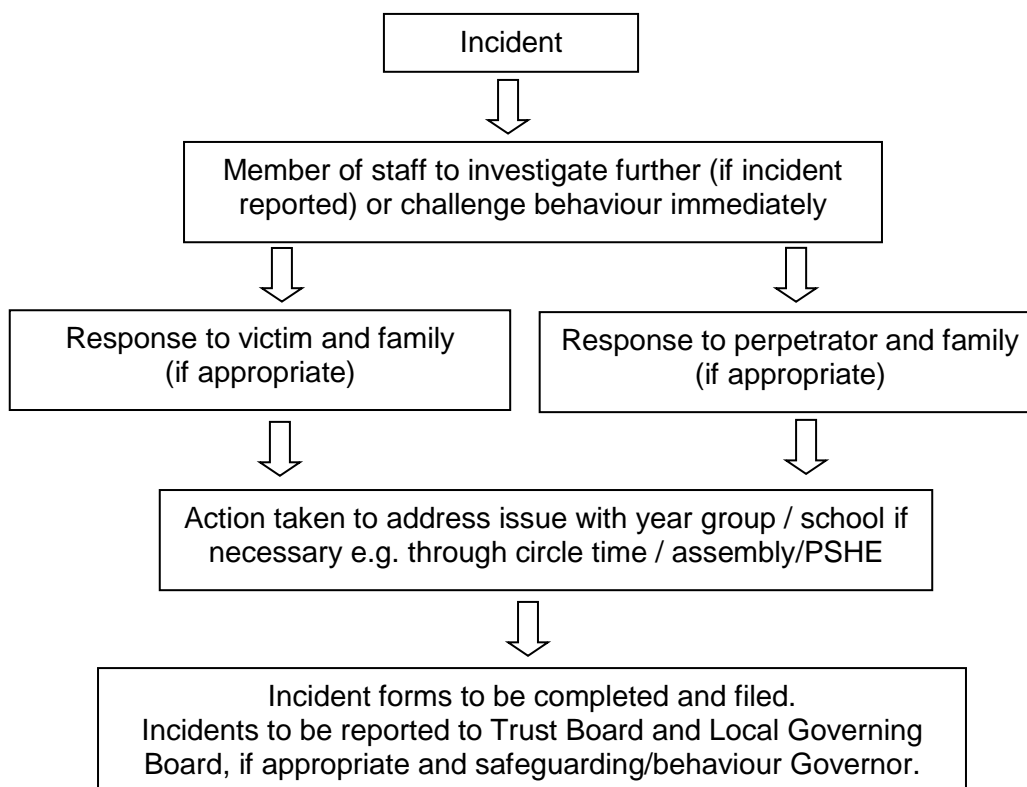 Incident
Member of staff to investigate further (if incident
reported) or challenge behaviour immediately
Response to victim and family
(if appropriate)
Response to perpetrator and family
(if appropriate)
Action taken to address issue with year group / school if
necessary e.g. through circle time / assembly/PSHE
Incident forms to be completed and filed.
Incidents to be reported to Trust Board and Local Governing
Board, if appropriate and safeguarding/behaviour Governor.